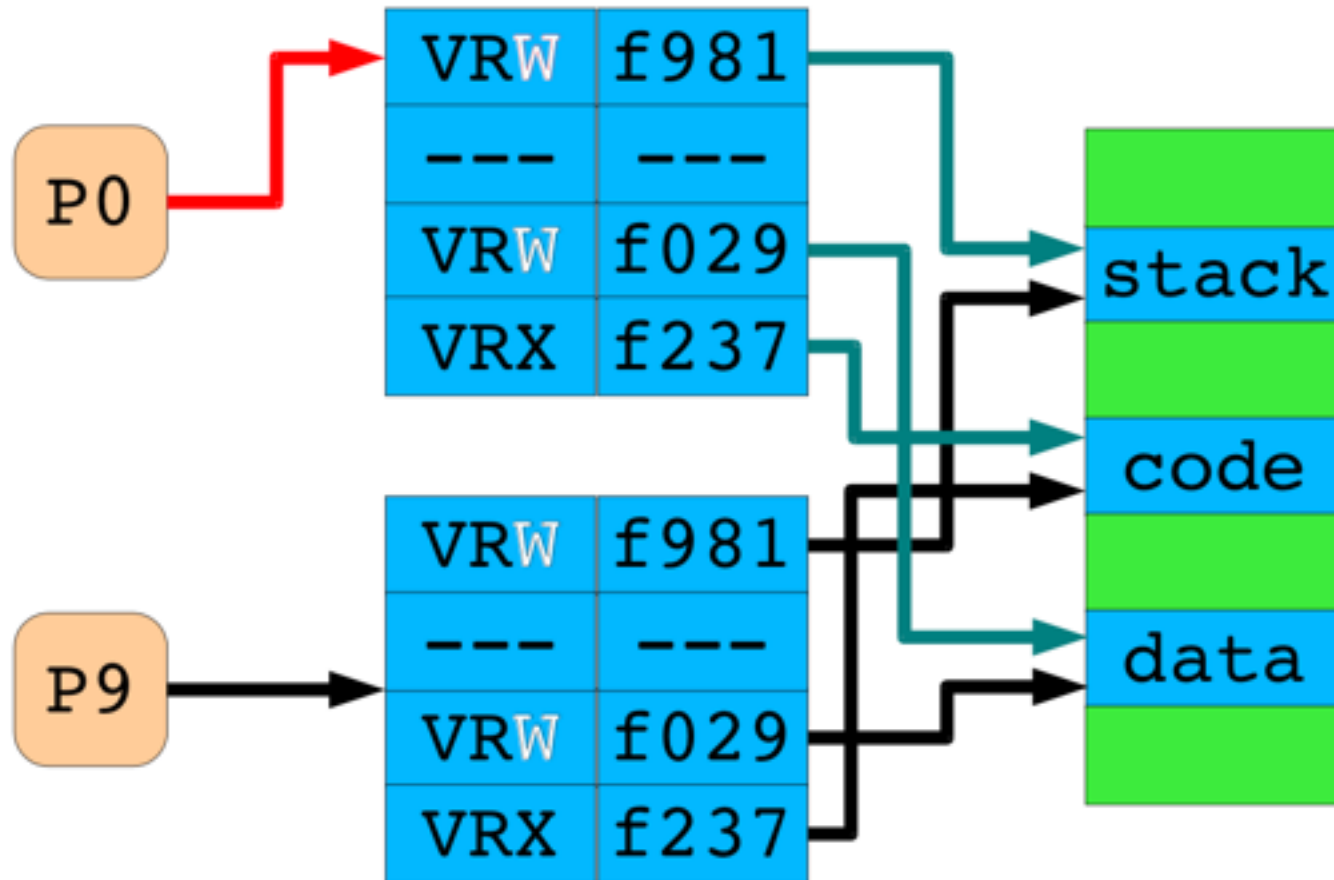 VRW f981
--- ---
P0
VRW f029
VRX f237
stack
code
data
VRW f981
--- ---
P9
VRW f029
VRX f237